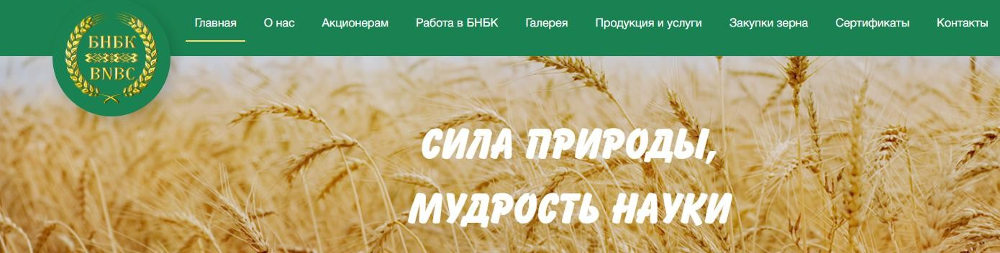 БНБК
BNBC
Главная
О нас
Акционерам
Работа в БНБК
Галерея
Продукция и услуги
Закупки зерна
Сертификаты
Контакты
СИЛА ПРИРОДЫ,
МУДРОСТЬ НАУКИ